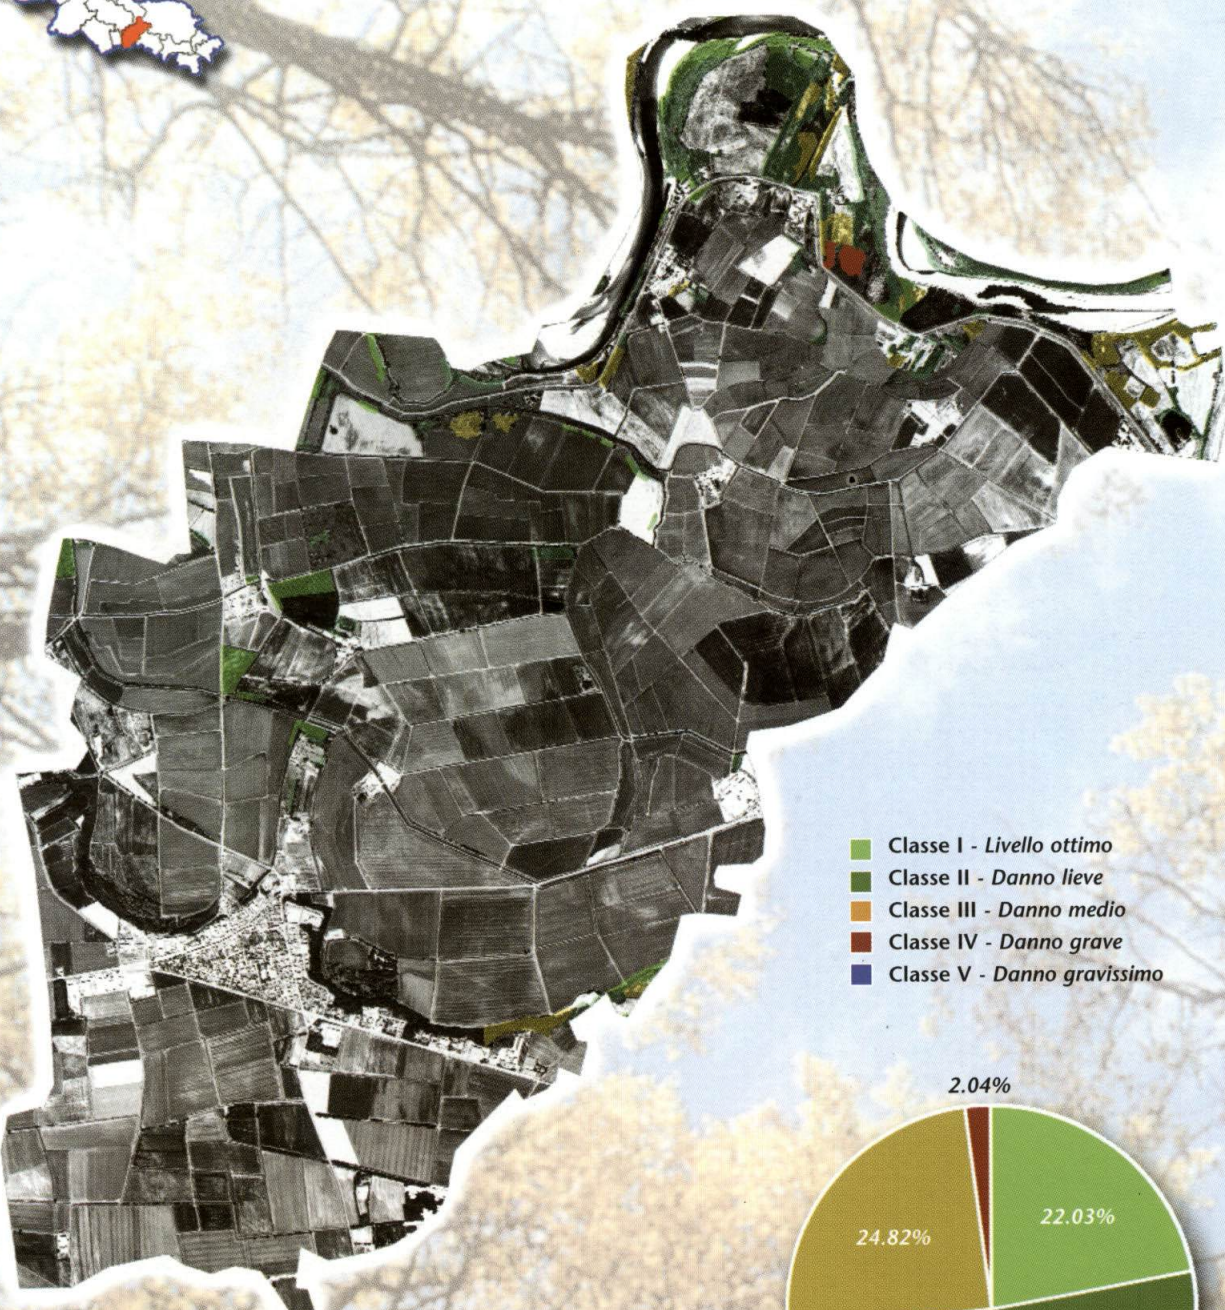 Classe I - Livello ottimo
Classe II - Danno lieve
Classe III - Danno medio
Classe IV - Danno grave
Classe V - Danno gravissimo
2.04%
22.03%
24.82%